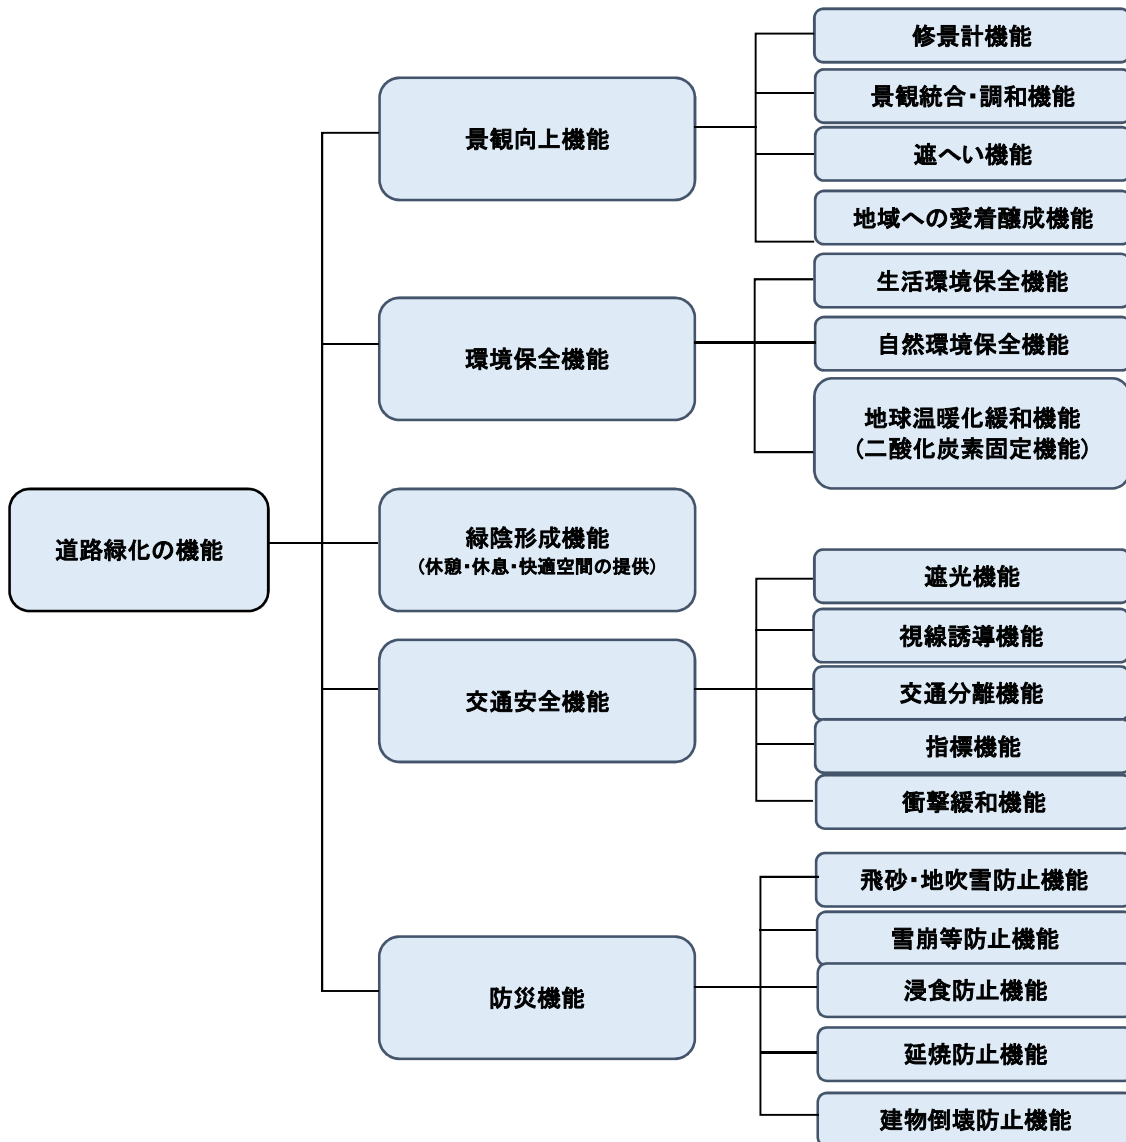 道路緑化の機能
景観向上機能
修景計機能
景観統合・調和機能
遮へい機能
地域への愛着醸成機能
環境保全機能
生活環境保全機能
自然環境保全機能
地球温暖化緩和機能
(二酸化炭素固定機能)
緑陰形成機能
(休憩・休息・快適空間の提供)
交通安全機能
遮光機能
視線誘導機能
交通分離機能
指標機能
衝撃緩和機能
防災機能
飛砂・地吹雪防止機能
雪崩等防止機能
浸食防止機能
延焼防止機能
建物倒壊防止機能